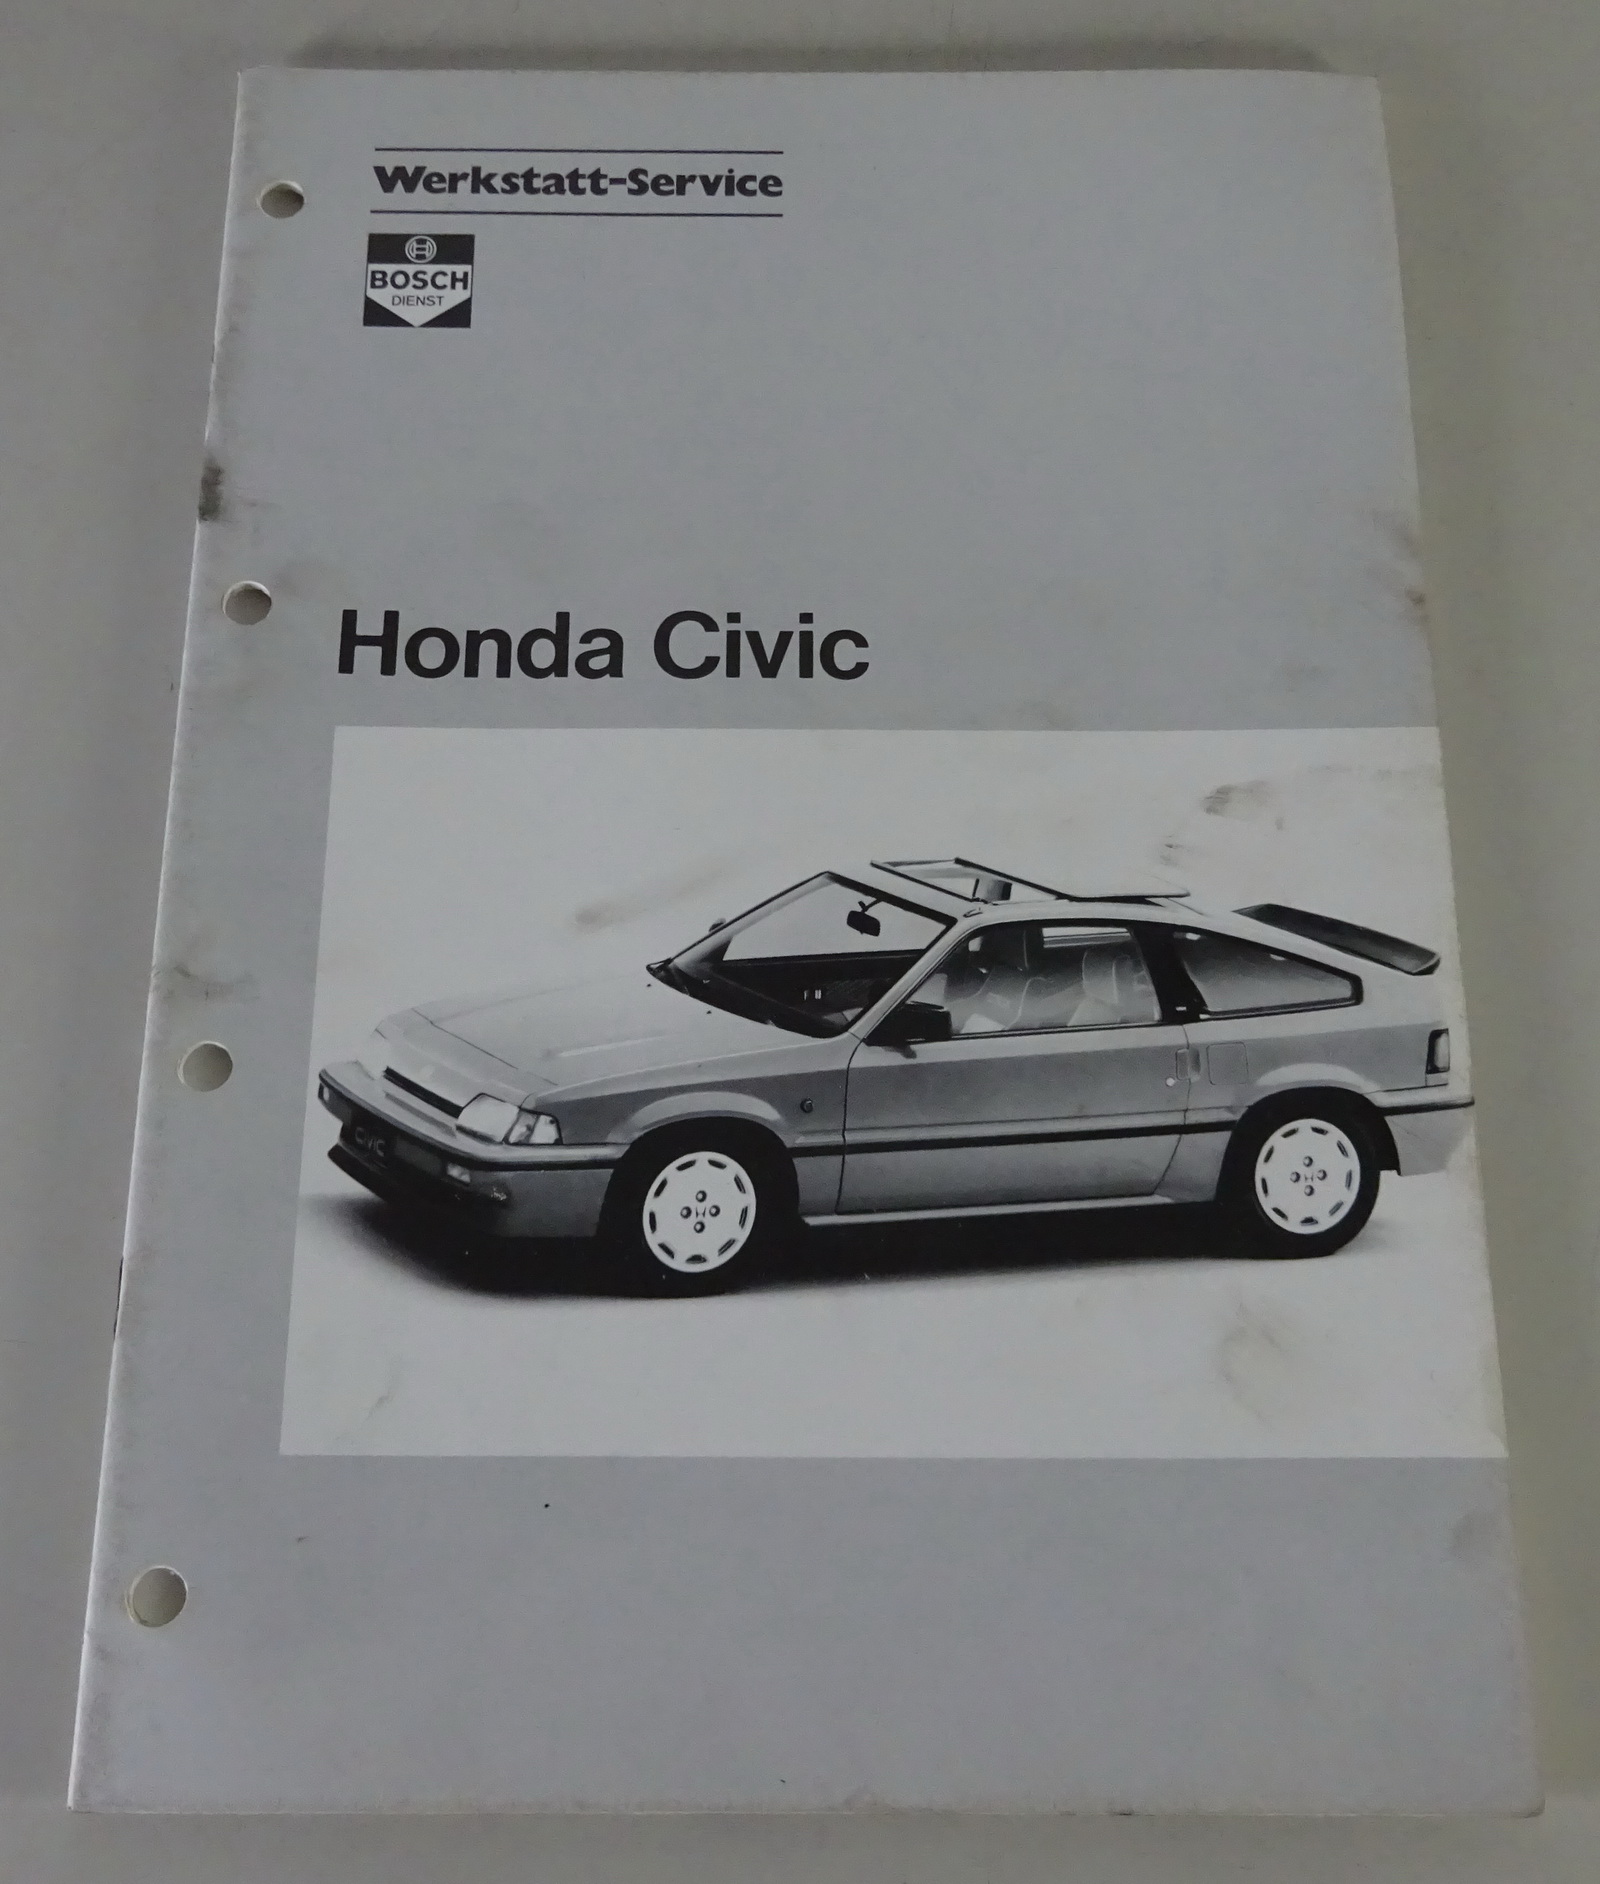 Werkstatt-Service
BOSCH
DIENST
Honda Civic
CIVIC